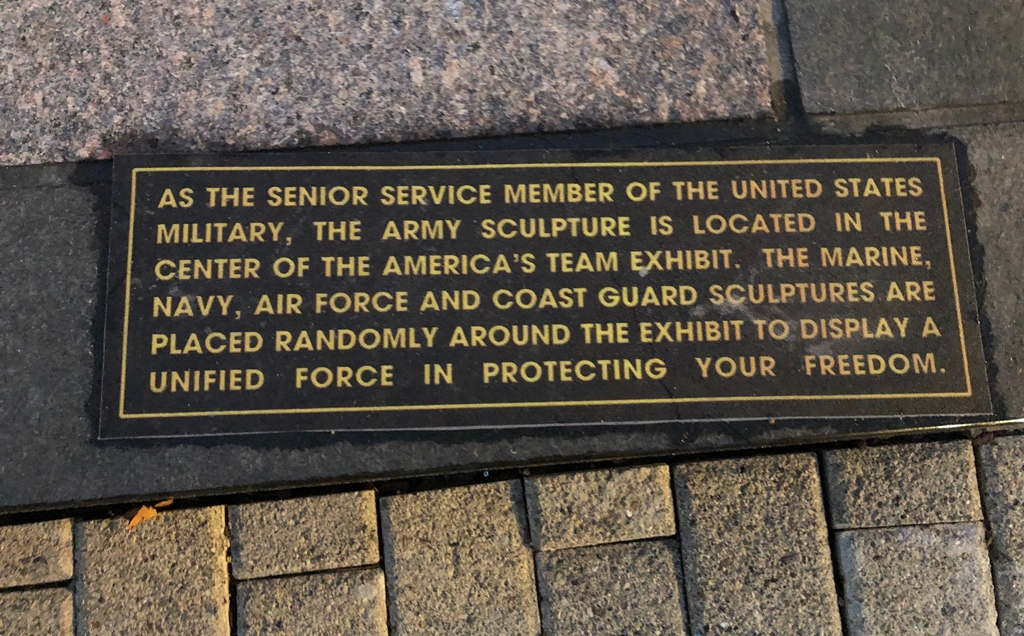 AS THE SENIOR SERVICE MEMBER OF THE UNITED STATES
MILITARY, THE ARMY SCULPTURE IS LOCATED IN THE
CENTER OF THE AMERICA'S TEAM EXHIBIT. THE MARINE,
NAVY, AIR FORCE AND COAST GUARD SCULPTURES ARE
PLACED RANDOMLY AROUND THE EXHIBIT TO DISPLAY A
UNIFIED FORCE IN PROTECTING YOUR FREEDOM.